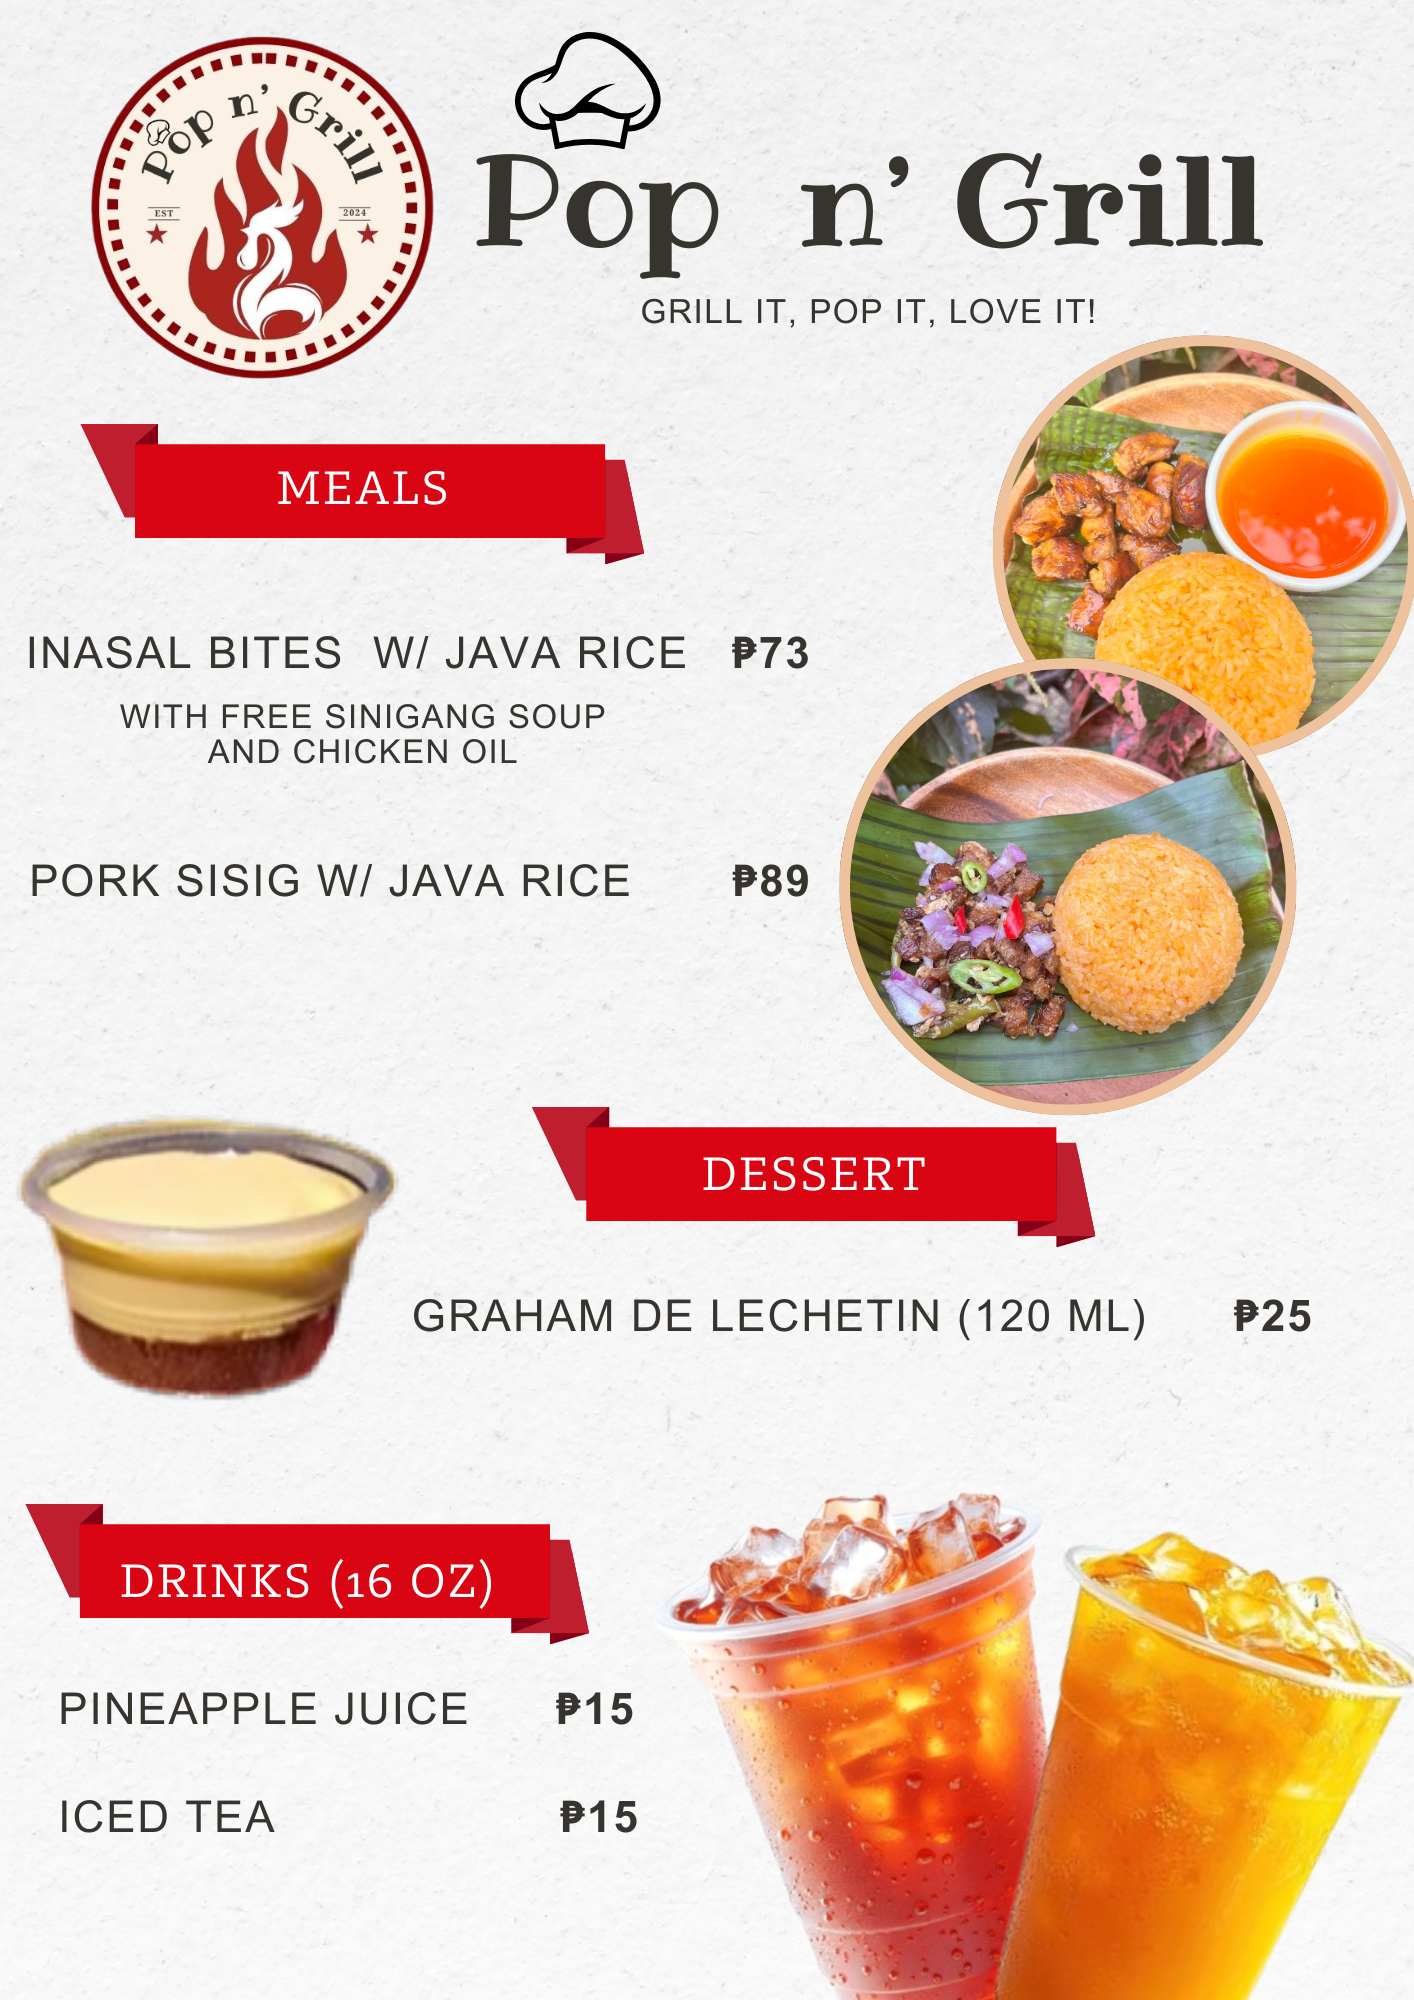 Pop n' Grill
EST 2024
Pop n' Grill
GRILL IT, POP IT, LOVE IT!
MEALS
INASAL BITES W/ JAVA RICE ₱73
WITH FREE SINIGANG SOUP
AND CHICKEN OIL
PORK SISIG W/ JAVA RICE ₱89
DESSERT
GRAHAM DE LECHETIN (120 ML) ₱25
DRINKS (16 OZ)
PINEAPPLE JUICE ₱15
ICED TEA ₱15